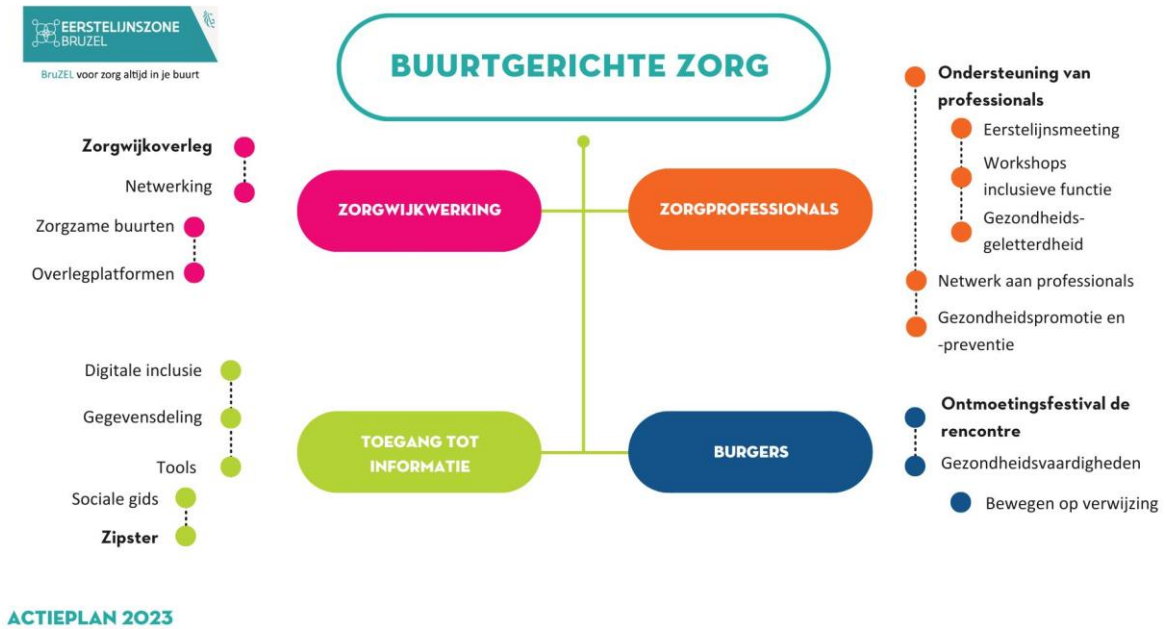 EERSTELIJNSZONE
BRUZEL
BruZEL voor zorg altijd in je buurt
BUURTGERICHTE ZORG
Zorgwijkoverleg
Netwerking
Zorgzame buurten
Overlegplatformen
ZORGWIJKWERKING
ZORGPROFESSIONALS
Ondersteuning van
professionals
Eerstelijnsmeeting
Workshops
inclusieve functie
Gezondheids-
geletterdheid
Netwerk aan professionals
Gezondheidspromotie en
-preventie
Digitale inclusie
Gegevensdeling
Tools
Sociale gids
Zipster
TOEGANG TOT
INFORMATIE
BURGERS
Ontmoetingsfestival de
rencontre
Gezondheidsvaardigheden
Bewegen op verwijzing
ACTIEPLAN 2023